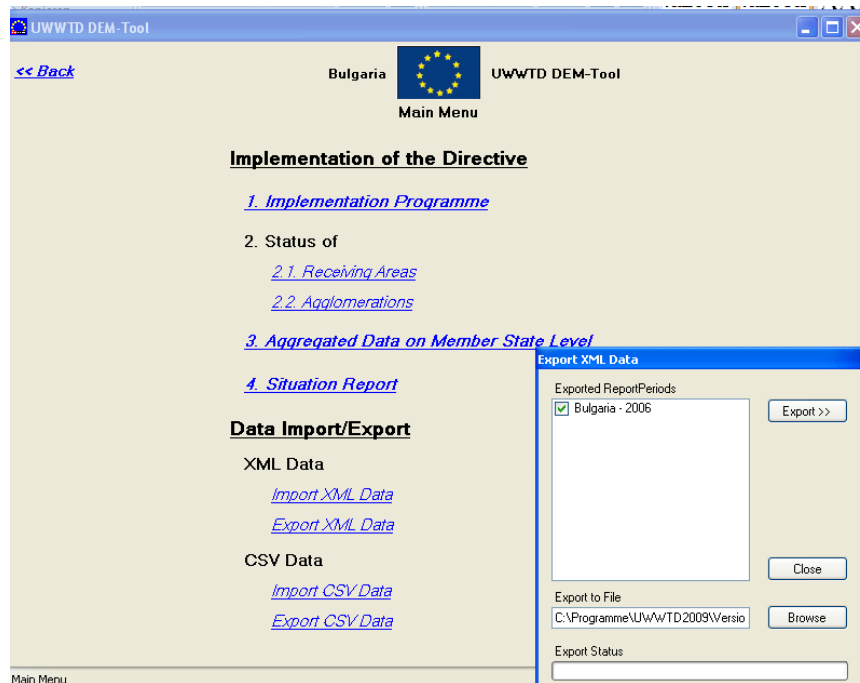 UWWTD DEM-Tool
<< Back
Bulgaria
UWWTD DEM-Tool
Main Menu
Implementation of the Directive
1. Implementation Programme
2. Status of
2.1. Receiving Areas
2.2. Agglomerations
3. Aggregated Data on Member State Level
4. Situation Report
Data Import/Export
XML Data
Import XML Data
Export XML Data
CSV Data
Import CSV Data
Export CSV Data
Main Menu
Export XML Data
Exported ReportPeriods
Bulgaria - 2006
Export >>
Close
Export to File
C:\Programme\UWWTD2009\Versio
Browse
Export Status